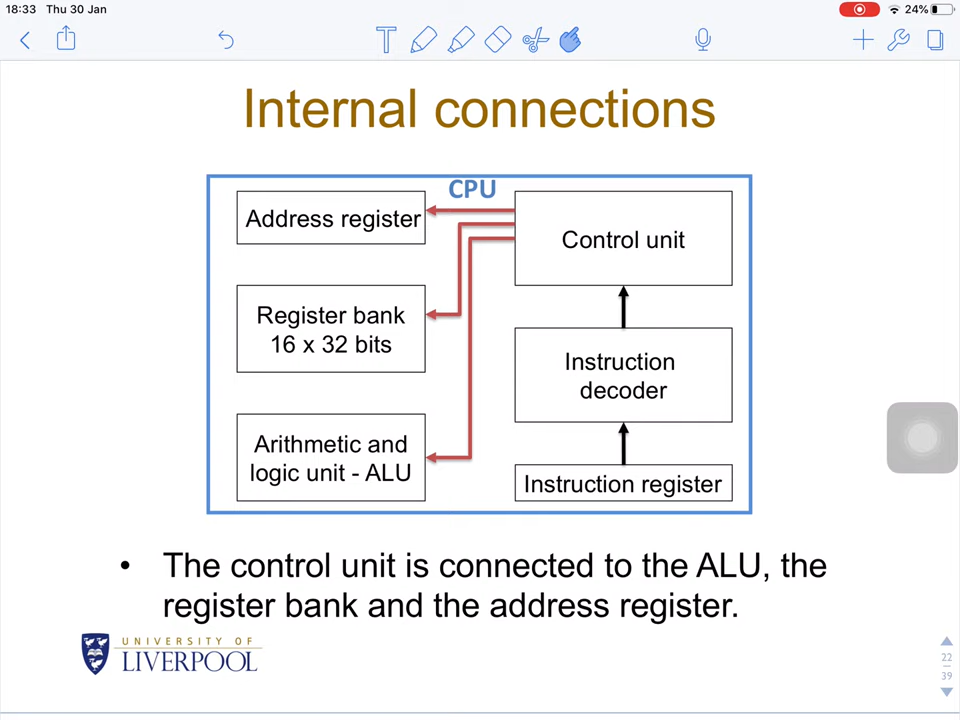 18:33 Thu 30 Jan
24%
T
Internal connections
CPU
Address register
Control unit
Register bank
16 x 32 bits
Instruction
decoder
Arithmetic and
logic unit - ALU
Instruction register
• The control unit is connected to the ALU, the
register bank and the address register.
UNIVERSITY OF
LIVERPOOL
22
39